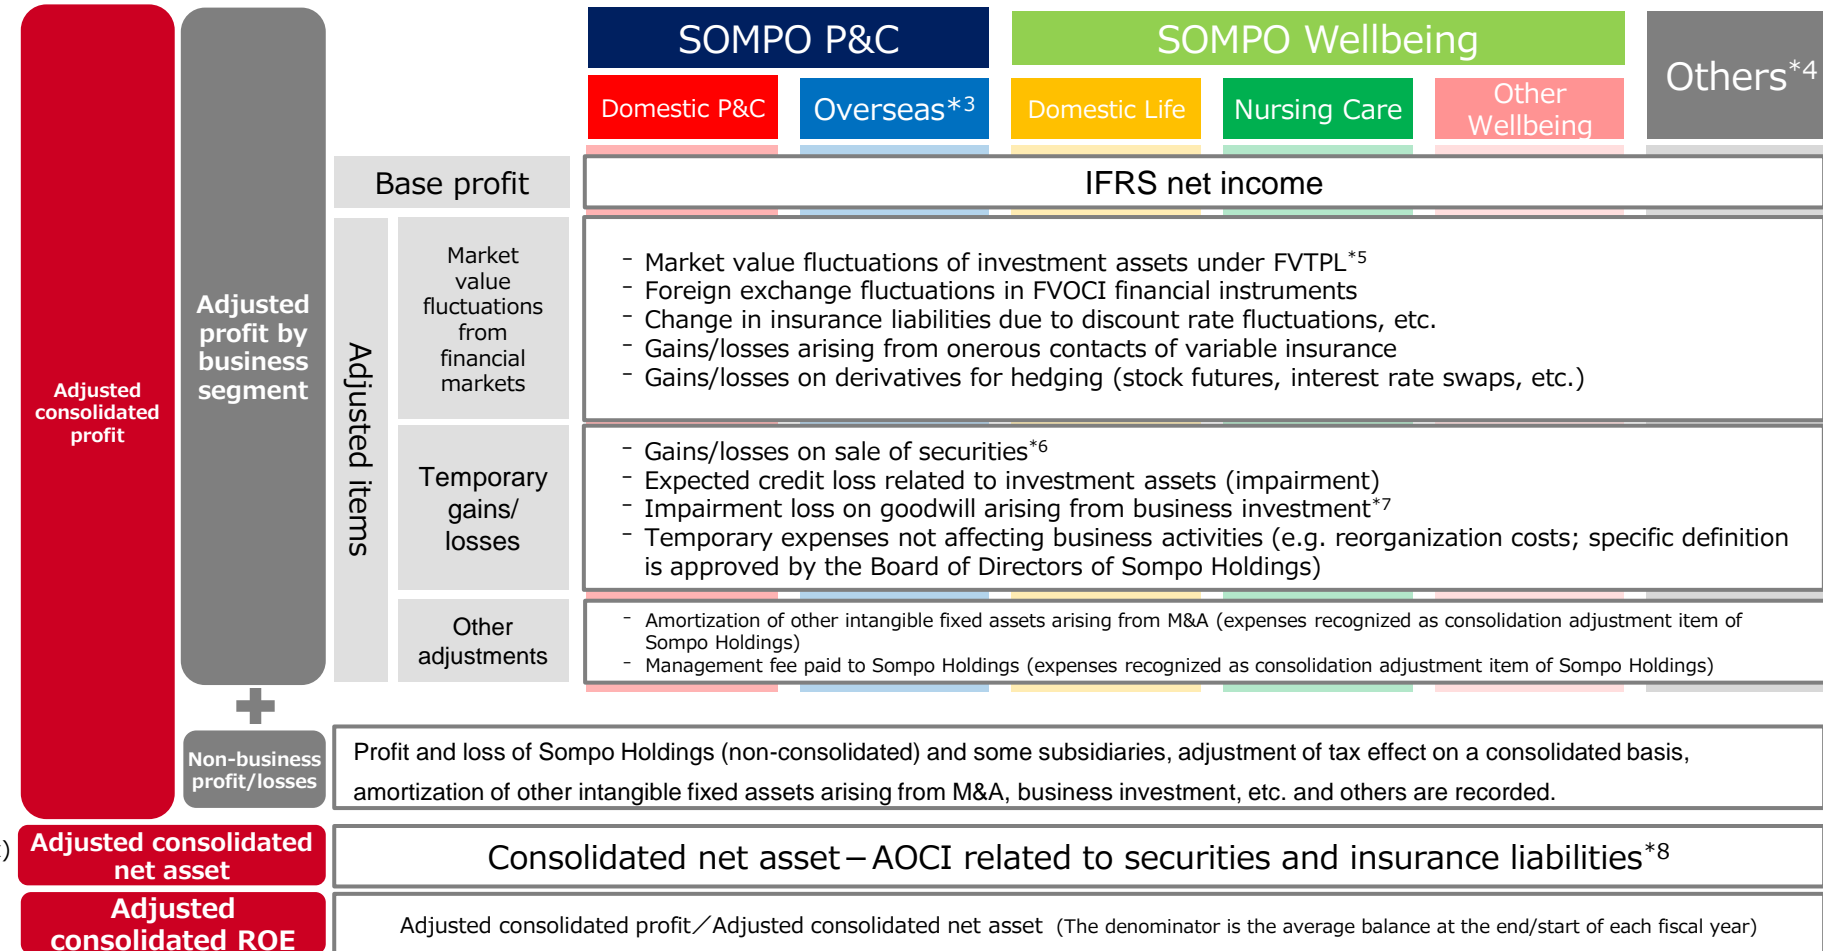 SOMPO P&C
SOMPO Wellbeing
Others*4
Domestic P&C
Overseas*3
Domestic Life
Nursing Care
Other
Wellbeing
Base profit
IFRS net income
Adjusted
consolidated
profit
Adjusted
profit by
business
segment
Adjusted items
Market
value
fluctuations
from
financial
markets
- Market value fluctuations of investment assets under FVTPL*5
- Foreign exchange fluctuations in FVOCI financial instruments
- Change in insurance liabilities due to discount rate fluctuations, etc.
- Gains/losses arising from onerous contacts of variable insurance
- Gains/losses on derivatives for hedging (stock futures, interest rate swaps, etc.)
Temporary
gains/
losses
- Gains/losses on sale of securities*6
- Expected credit loss related to investment assets (impairment)
- Impairment loss on goodwill arising from business investment*7
- Temporary expenses not affecting business activities (e.g. reorganization costs; specific definition
is approved by the Board of Directors of Sompo Holdings)
Other
adjustments
- Amortization of other intangible fixed assets arising from M&A (expenses recognized as consolidation adjustment item of
Sompo Holdings)
- Management fee paid to Sompo Holdings (expenses recognized as consolidation adjustment item of Sompo Holdings)
+
Non-business
profit/losses
Profit and loss of Sompo Holdings (non-consolidated) and some subsidiaries, adjustment of tax effect on a consolidated basis,
amortization of other intangible fixed assets arising from M&A, business investment, etc. and others are recorded.
)
Adjusted consolidated
net asset
Consolidated net asset－AOCI related to securities and insurance liabilities*8
Adjusted
consolidated ROE
Adjusted consolidated profit／Adjusted consolidated net asset (The denominator is the average balance at the end/start of each fiscal year)